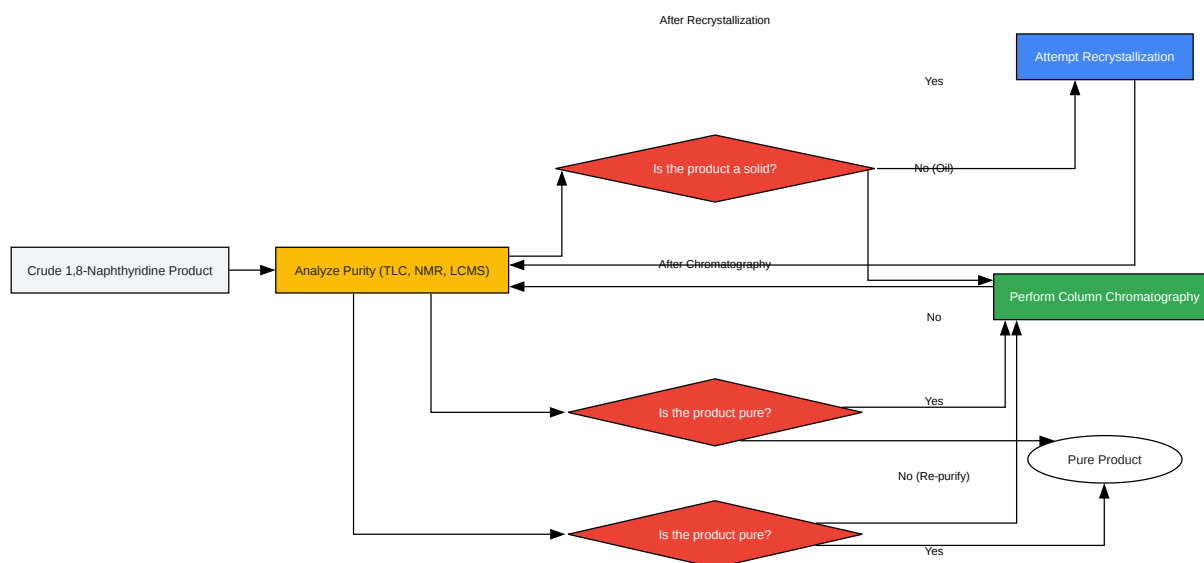 After Recrystallization
Attempt Recrystallization
Yes
Is the product a solid?
No (Oil)
After Chromatography
Crude 1,8-Naphthyridine Product
Analyze Purity (TLC, NMR, LCMS)
Perform Column Chromatography
No
Yes
Is the product pure?
Pure Product
No (Re-purify)
Is the product pure?
Yes